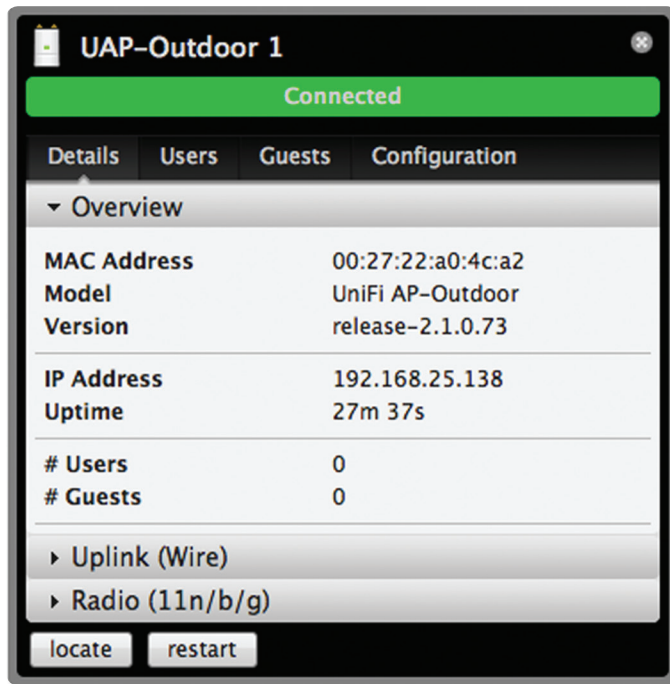 UAP-Outdoor 1
Connected
Details Users Guests Configuration
Overview
MAC Address 00:27:22:a0:4c:a2
Model UniFi AP-Outdoor
Version release-2.1.0.73
IP Address 192.168.25.138
Uptime 27m 37s
# Users 0
# Guests 0
Uplink (Wire)
Radio (11n/b/g)
locate restart